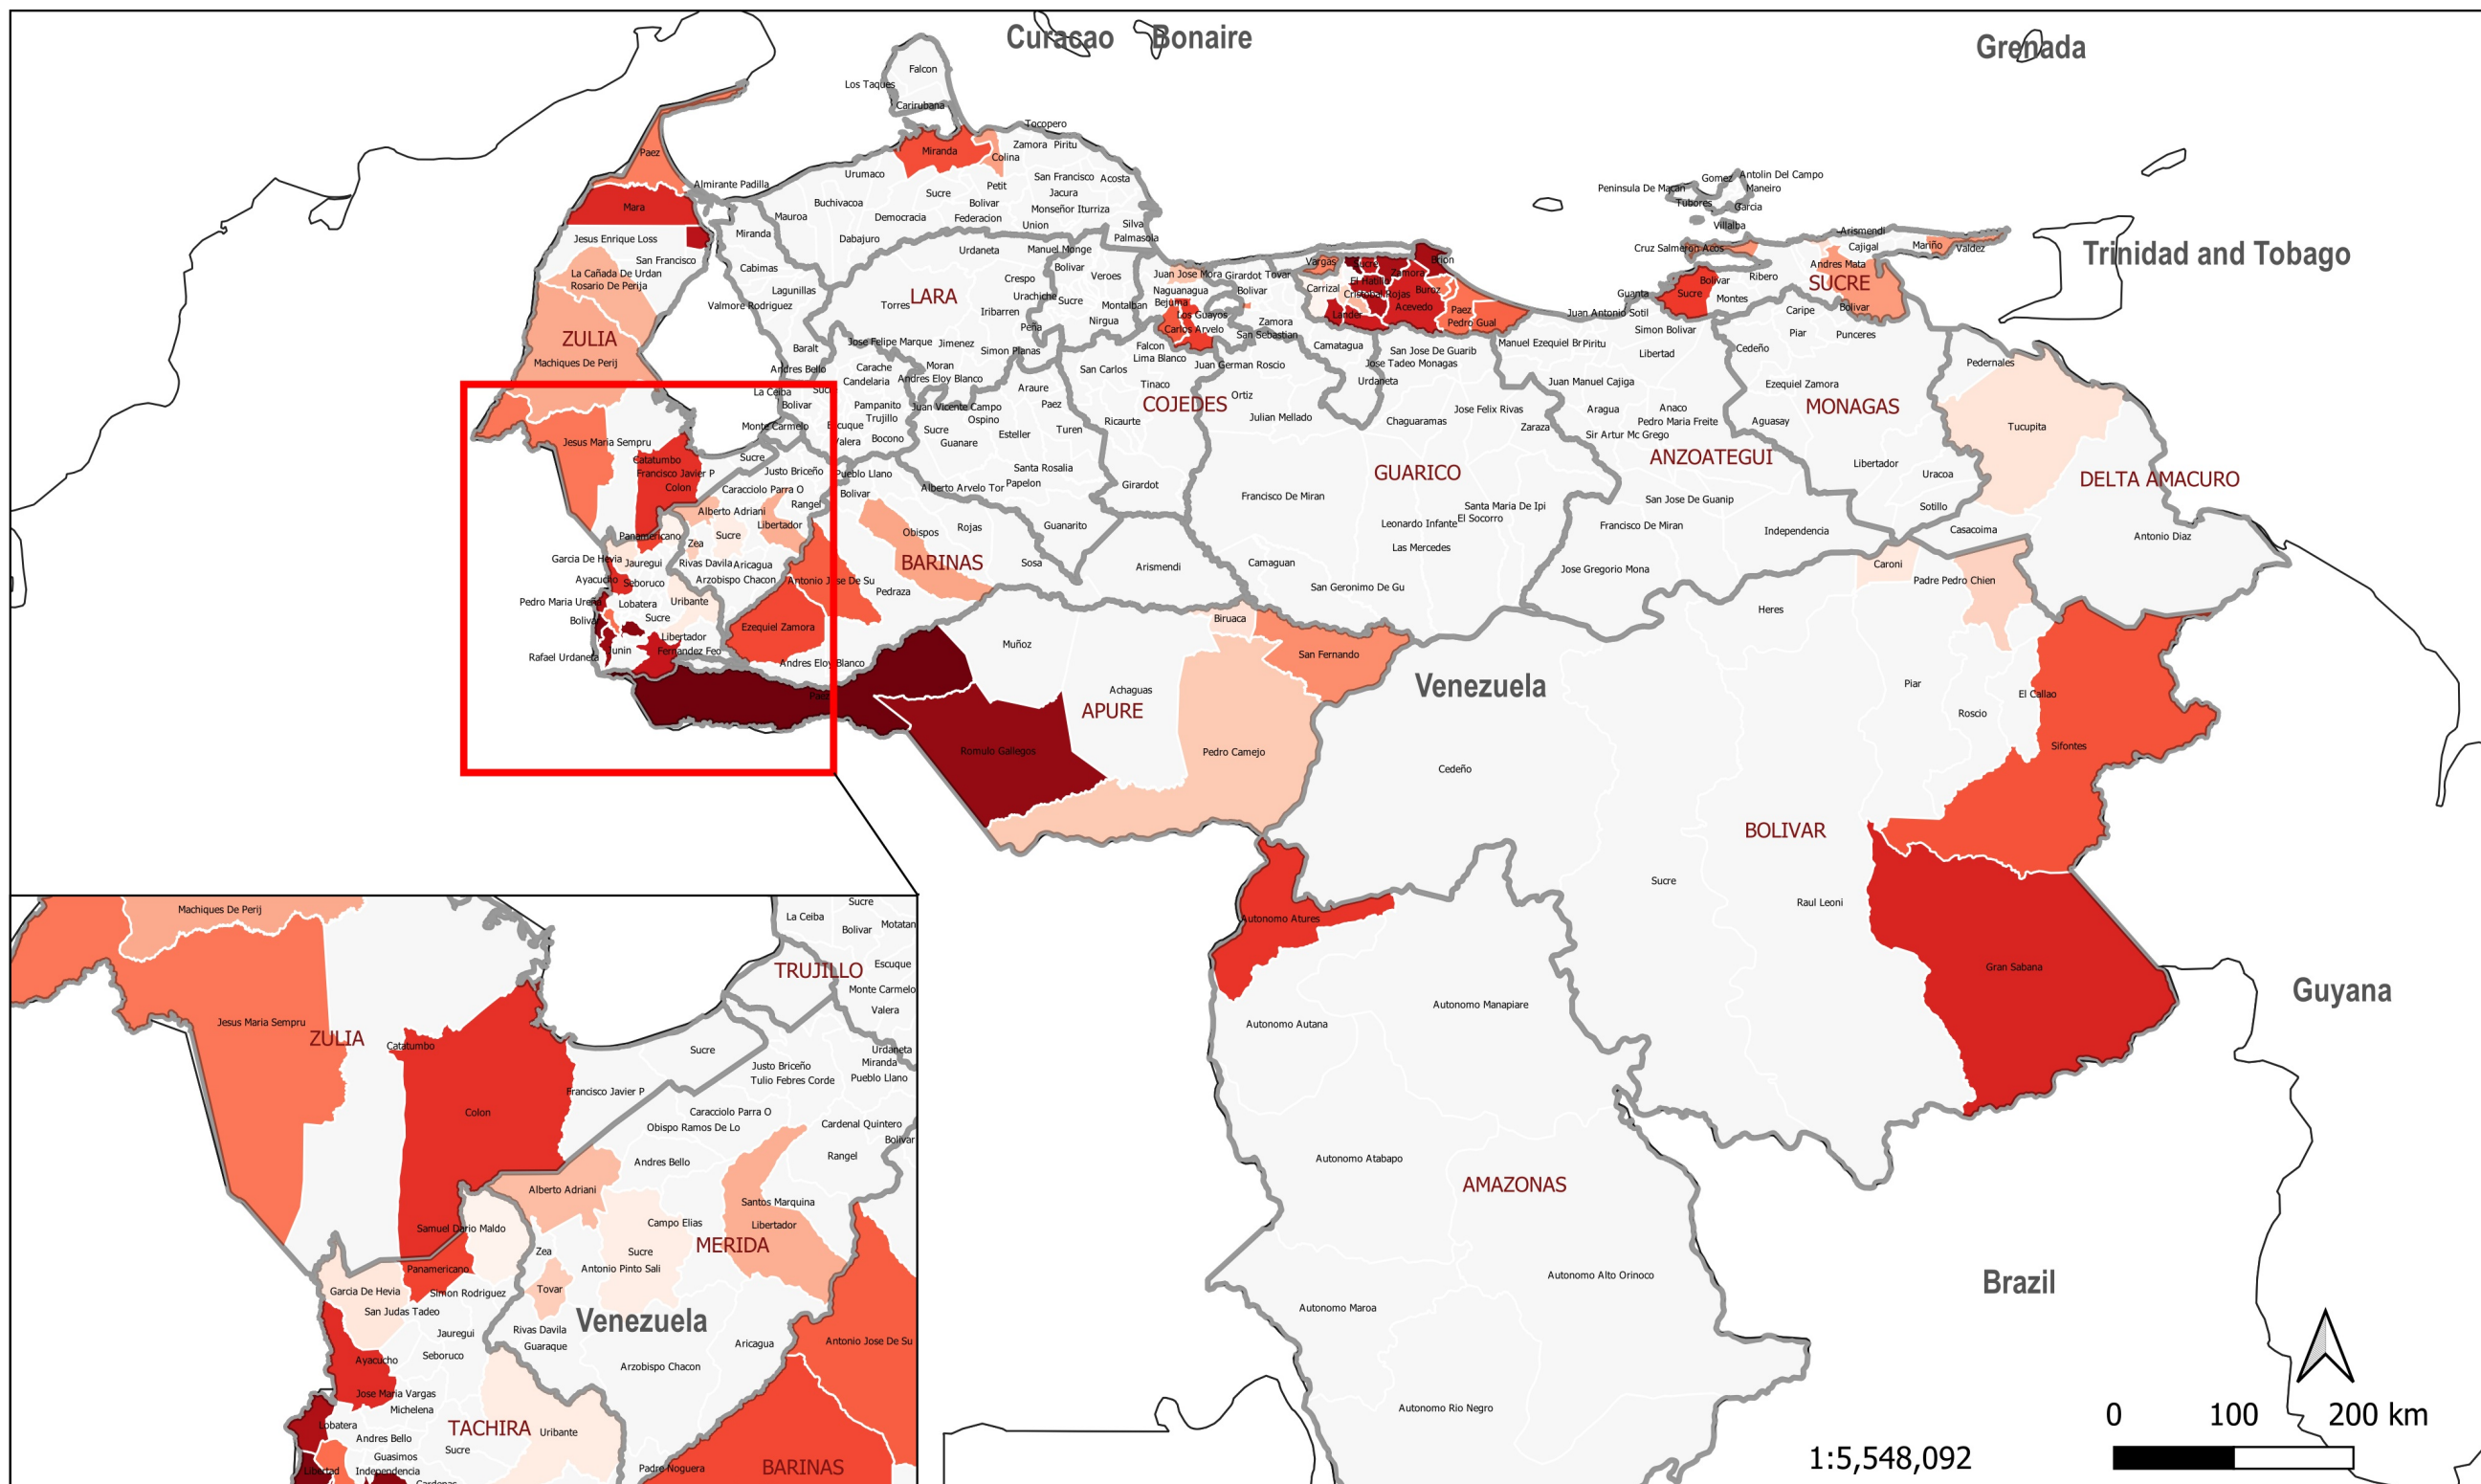 Curacao
Bonaire
Grenada
Falcon
Los Taques
Carirubana
Tocopero
Miranda
Zamora
Piritu
Colina
Paez
Almirante Padilla
Urumaco
San Francisco
Acosta
Petit
Jacura
Sucre
Buchivacoa
Bolivar
Monseñor Iturriza
Mara
Mauroa
Democracia
Federacion
Union
Silva
Palmasola
Miranda
Dabajuro
Jesus Enrique Loss
San Francisco
Urdaneta
Manuel Monge
La Cañada De Urdan
Rosario De Perija
Cabimas
Lagunillas
Valmore Rodriguez
Crespo
Bolivar
Veroes
LARA
Torres
Urachiche
Sucre
Montalban
Iribarren
Peña
Nirgua
ZULIA
Machiques De Perij
Baralt
Jose Felipe Marque
Jimenez
Simon Planas
Andres Bello
Carache
Moran
Candelaria
Andres Eloy Blanco
Juan Jose Mora
Girardot
Tovar
Naguanagua
Bejuma
Bolivar
Los Guayos
Carlos Arvelo
Zamora
San Sebastian
Falcon
Lima Blanco
Juan German Roscio
San Carlos
Tinaco
COJEDES
Ortiz
Araure
Paez
Ricaurte
Julian Mellado
Vargas
Sucre
Brion
Zamora
El Hatillo
Carrizal
Cristobal Rojas
Buroz
Acevedo
Paez
Pedro Gual
Lander
Camatagua
San Jose De Guarib
Jose Tadeo Monagas
Urdaneta
Chaguaramas
Jose Felix Rivas
Zaraza
Gomez
Antolin Del Campo
Peninsula De Macan
Maneiro
Tubores
Garcia
Villalba
Cruz Salmeron Acos
Arismendi
Cajigal
Mariño
Valdez
Trinidad and Tobago
Andres Mata
SUCRE
Bolivar
Ribero
Guanta
Sucre
Montes
Bolivar
Juan Antonio Sotil
Caripe
Simon Bolivar
Piar
Punceres
Manuel Ezequiel Br
Piritu
Libertad
Cedeño
Pedernales
Juan Manuel Cajiga
Ezequiel Zamora
MONAGAS
Aragua
Anaco
Pedro Maria Freite
Aguasay
Tucupita
Sir Artur Mc Grego
ANZOATEGUI
Libertador
Uracoa
DELTA AMACURO
San Jose De Guanip
Sotillo
Francisco De Miran
Independencia
Casacoima
Antonio Diaz
Jose Gregorio Mona
Caroni
Padre Pedro Chien
La Ceiba
Bolivar
Monte Carmelo
Pampanito
Trujillo
Escuque
Valera
Bocono
Juan Vicente Campo
Ospino
Sucre
Guanare
Esteller
Turen
Jesus Maria Sempru
Catatumbo
Francisco Javier P
Colon
Sucre
Justo Briceño
Pueblo Llano
Santa Rosalia
Papelon
Girardot
GUARICO
Caracciolo Parra O
Rangel
Bolivar
Alberto Arvelo Tor
Francisco De Miran
Santa Maria De Ipi
El Socorro
Leonardo Infante
Las Mercedes
Alberto Adriani
Libertador
Obispos
Rojas
Guanarito
Panamericano
Zea
Sucre
BARINAS
Garcia De Hevia
Jauregui
Rivas Davila
Aricagua
Sosa
Arismendi
Camaguan
San Geronimo De Gu
Ayacucho
Seboruco
Arzobispo Chacon
Antonio Jose De Su
Pedraza
Pedro Maria Ureña
Lobatera
Uribante
Bolivar
Sucre
Ezequiel Zamora
Libertador
Junin
Fernandez Feo
Rafael Urdaneta
Andres Eloy Blanco
Muñoz
Biruaca
San Fernando
Heres
Achaguas
APURE
Venezuela
Piar
El Callao
Roscio
Romulo Gallegos
Pedro Camejo
Sifontes
Cedeño
BOLIVAR
Sucre
Raul Leoni
Autonomo Atures
Gran Sabana
Guyana
Autonomo Autana
Autonomo Manapiare
Autonomo Atabapo
AMAZONAS
Autonomo Alto Orinoco
Brazil
Autonomo Maroa
Autonomo Rio Negro
Machiques De Perij
Sucre
La Ceiba
Bolivar
Motatan
TRUJILLO
Escuque
Monte Carmelo
Valera
Jesus Maria Sempru
ZULIA
Catatumbo
Sucre
Urdaneta
Miranda
Justo Briceño
Tulio Febres Corde
Pueblo Llano
Francisco Javier P
Colon
Caracciolo Parra O
Obispo Ramos De Lo
Cardenal Quintero
Bolivar
Andres Bello
Rangel
Alberto Adriani
Santos Marquina
Samuel Dario Maldo
Campo Elias
Libertador
Zea
Sucre
MERIDA
Panamericano
Antonio Pinto Sali
Garcia De Hevia
Simon Rodriguez
Tovar
San Judas Tadeo
Venezuela
Jauregui
Rivas Davila
Guaraque
Aricagua
Antonio Jose De Su
Seboruco
Ayacucho
Arzobispo Chacon
Jose Maria Vargas
Michelena
Lobatera
TACHIRA
Uribante
Andres Bello
Sucre
Guasimos
Independencia
Libertad
Padre Noguera
BARINAS
0 100 200 km
1:5,548,092